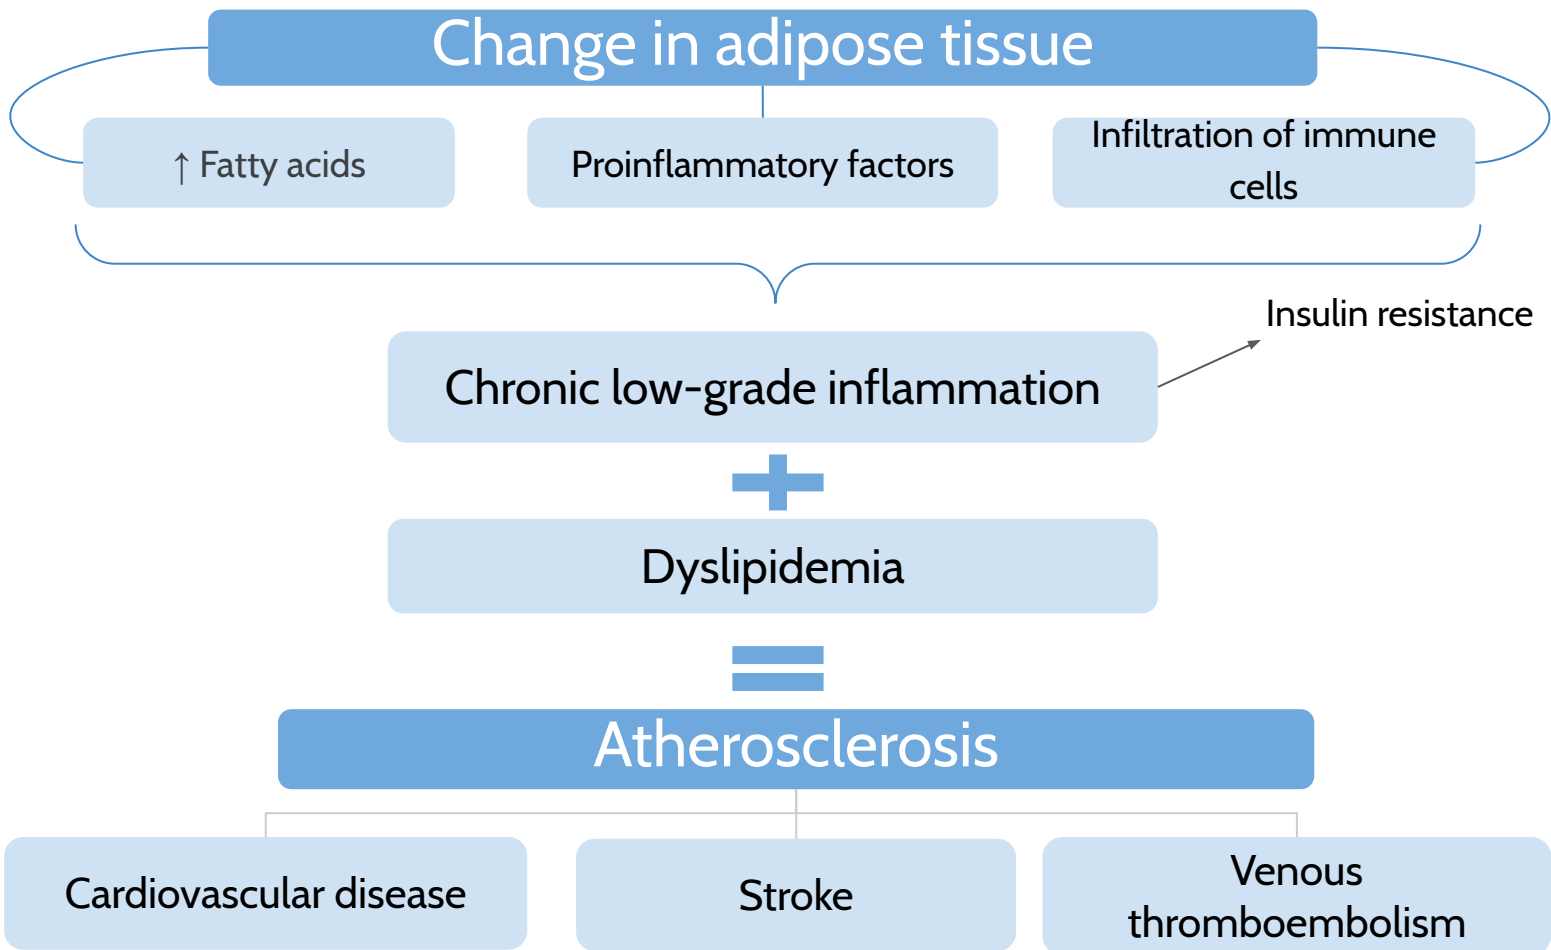 Change in adipose tissue
↑ Fatty acids
Proinflammatory factors
Infiltration of immune
cells
Insulin resistance
Chronic low-grade inflammation
Dyslipidemia
Atherosclerosis
Cardiovascular disease
Stroke
Venous
thromboembolism